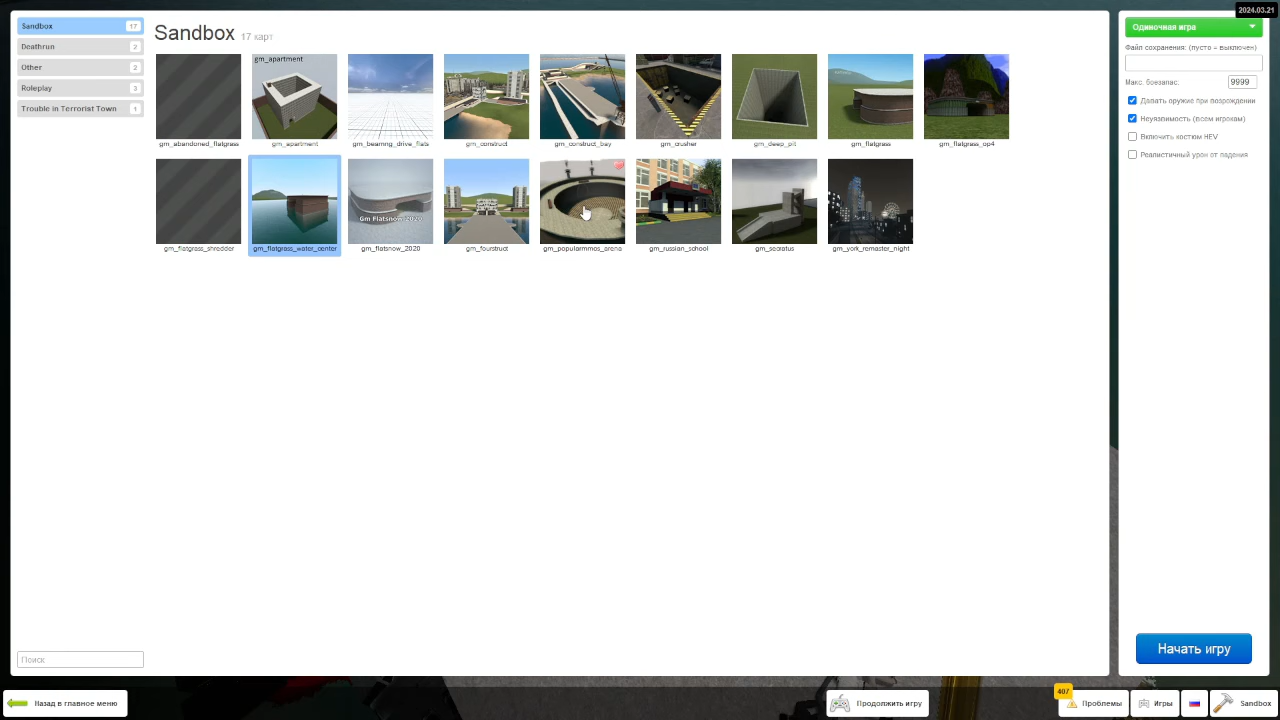 2024.03.21
Sandbox 17
Deathrun 2
Other 2
Roleplay 3
Trouble in Terrorist Town 1
Sandbox 17 карт
gm_apartment
gm_abandoned_flatgrass
gm_apartment
gm_beamng_drive_flats
gm_construct
gm_construct_bay
gm_crusher
gm_deep_pit
gm_flatgrass
gm_flatgrass_op4
Gm Flatsnow 2020
gm_flatgrass_shredder
gm_flatgrass_water_center
gm_flatsnow_2020
gm_fourstruct
gm_popularmmos_arena
gm_russian_school
gm_secratus
gm_york_remaster_night
Одиночная игра
Файл сохранения: (пусто = выключен)
Макс. боезапас: 9999
Давать оружие при возрождении
Неуязвимость (всем игрокам)
Включить костюм HEV
Реалистичный урон от падения
Начать игру
Поиск
Назад в главное меню
Продолжить игру
407
Проблемы
Игры
Sandbox